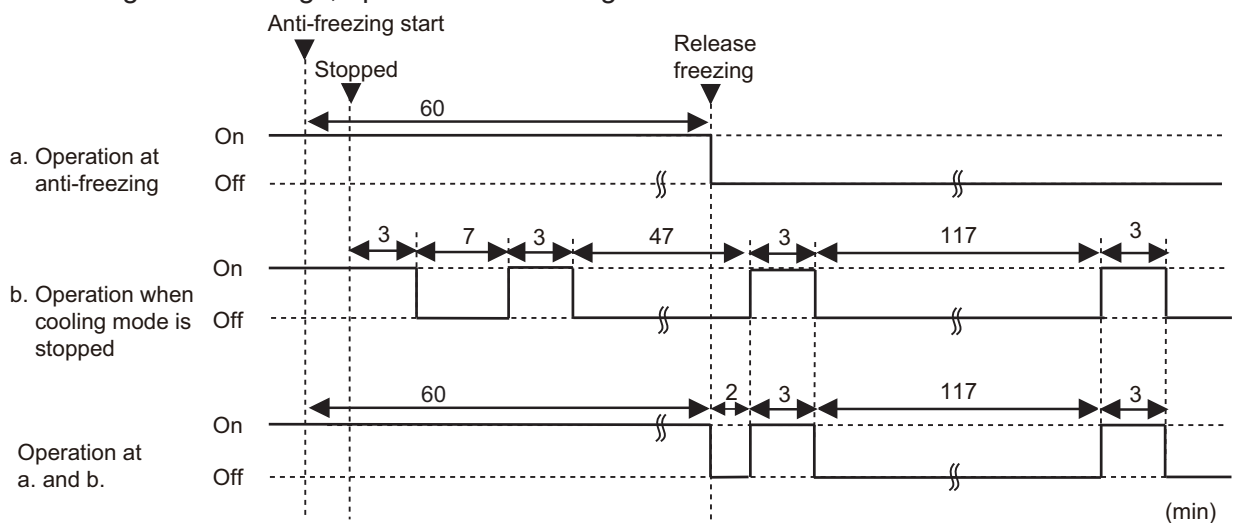 Anti-freezing start
Stopped
Release
freezing
60
a. Operation at
anti-freezing
On
Off
3 7 3 47 3 117 3
b. Operation when
cooling mode is
stopped
On
Off
60 2 3 117 3
Operation at
a. and b.
On
Off
(min)